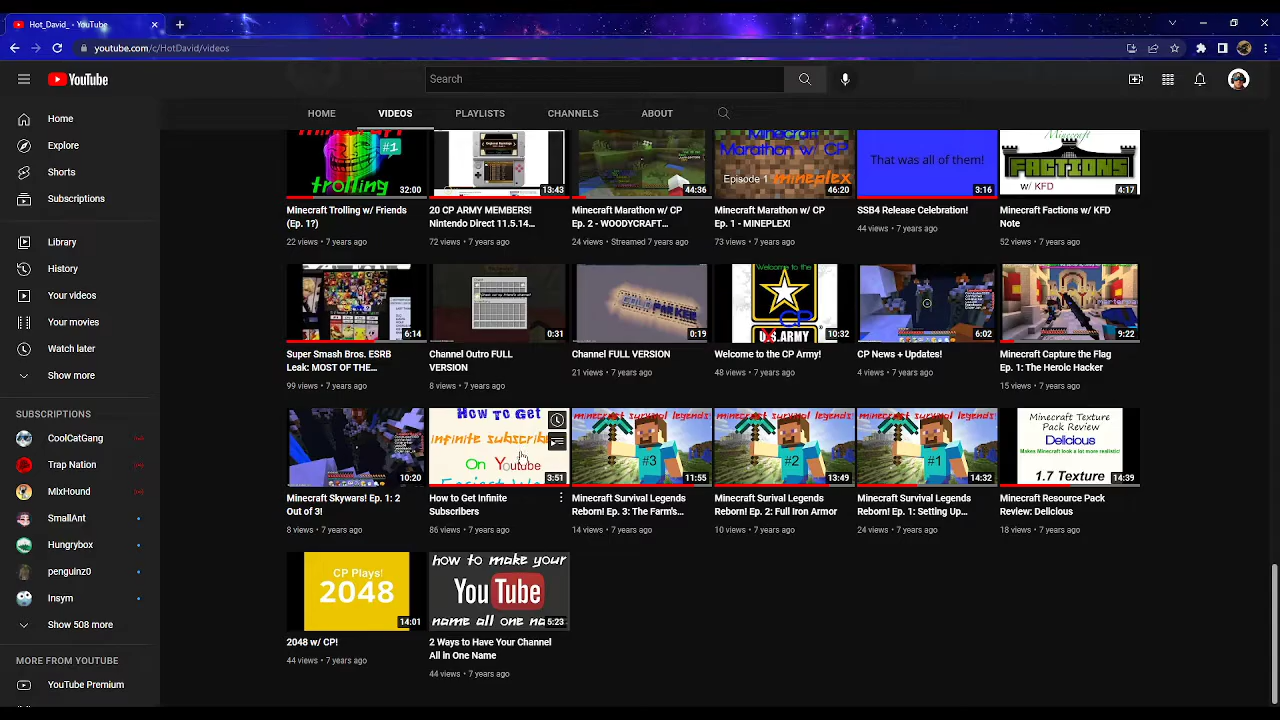 Hot_David - YouTube
youtube.com/c/HotDavid/videos
YouTube
Search
HOME
VIDEOS
PLAYLISTS
CHANNELS
ABOUT
Home
Explore
Shorts
Subscriptions
Library
History
Your videos
Your movies
Watch later
Show more
SUBSCRIPTIONS
CookCatGang
Trap Nation
MixHound
SmallAnt
Hungrybox
penguinz0
Insym
Show 508 more
MORE FROM YOUTUBE
YouTube Premium
#1
trolling
32:00
Minecraft Trolling w/ Friends
(Ep. 1?)
22 views • 7 years ago
13:43
20 CP ARMY MEMBERS!
Nintendo Direct 11.5.14...
72 views • 7 years ago
44:36
Minecraft Marathon w/ CP
Ep. 2 - WOODYCRAFT...
24 views • Streamed 7 years ago
Minecraft
Marathon w/ CP
Episode 1 mineplex
46:20
Minecraft Marathon w/ CP
Ep. 1 - MINEPLEX!
73 views • 7 years ago
That was all of them!
3:16
SSB4 Release Celebration!
44 views • 7 years ago
Minecraft
FACTIONS
w/ KFD
4:17
Minecraft Factions w/ KFD
Note
52 views • 7 years ago
6:14
Super Smash Bros. ESRB
Leak: MOST OF THE...
99 views • 7 years ago
0:31
Channel Outro FULL
VERSION
8 views • 7 years ago
0:19
Channel FULL VERSION
21 views • 7 years ago
Welcome to the
CP
U.S.ARMY
10:32
Welcome to the CP Army!
48 views • 7 years ago
6:02
CP News + Updates!
4 views • 7 years ago
9:22
Minecraft Capture the Flag
Ep. 1: The Heroic Hacker
15 views • 7 years ago
10:20
Minecraft Skywars! Ep. 1: 2
Out of 3!
8 views • 7 years ago
How to Get
infinite subscrib
On Youtube
3:51
How to Get Infinite
Subscribers
86 views • 7 years ago
minecraft survival legends
#3
11:55
Minecraft Survival Legends
Reborn! Ep. 3: The Farm's...
14 views • 7 years ago
minecraft survival legends
#2
13:49
Minecraft Surival Legends
Reborn! Ep. 2: Full Iron Armor
10 views • 7 years ago
minecraft survival legends
#1
14:32
Minecraft Survival Legends
Reborn! Ep. 1: Setting Up...
24 views • 7 years ago
Minecraft Texture
Pack Review
Delicious
Makes Minecraft look a lot more realistic!
1.7 Texture
14:39
Minecraft Resource Pack
Review: Delicious
18 views • 7 years ago
CP Plays!
2048
14:01
2048 w/ CP!
44 views • 7 years ago
how to make your
YouTube
name all one na
5:23
2 Ways to Have Your Channel
All in One Name
44 views • 7 years ago